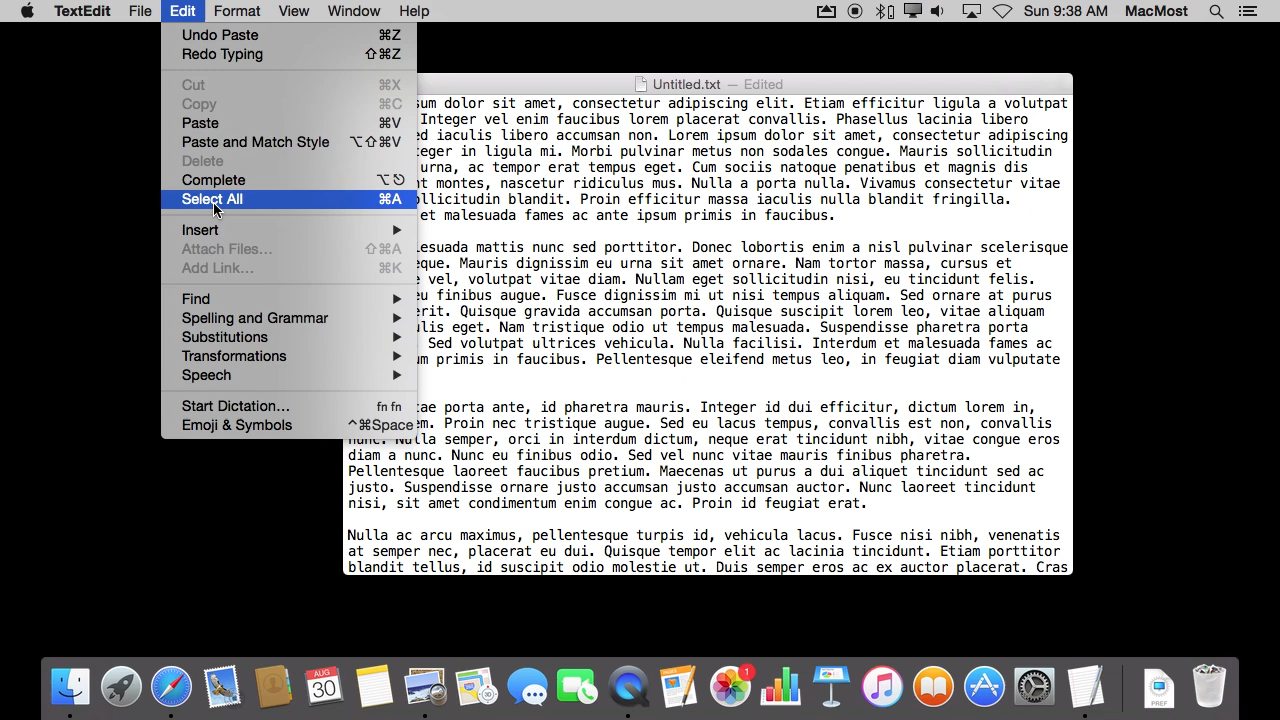 TextEdit File Edit Format View Window Help Sun 9:38 AM MacMost
Undo Paste ⌘Z
Redo Typing ⇧⌘Z
Cut ⌘X
Copy ⌘C
Paste ⌘V
Paste and Match Style ⌥⇧⌘V
Delete
Complete ⌥⎋
Select All ⌘A
Insert
Attach Files... ⇧⌘A
Add Link... ⌘K
Find
Spelling and Grammar
Substitutions
Transformations
Speech
Start Dictation... fn fn
Emoji & Symbols ^⌘Space
Untitled.txt — Edited
dolor sit amet, consectetur adipiscing elit. Etiam efficitur ligula a volutpat
Integer vel enim faucibus lorem placerat convallis. Phasellus lacinia libero
iaculis libero accumsan non. Lorem ipsum dolor sit amet, consectetur adipiscing
in ligula mi. Morbi pulvinar metus non sodales congue. Mauris sollicitudin
urna, ac tempor erat tempus eget. Cum sociis natoque penatibus et magnis dis
montes, nascetur ridiculus mus. Nulla a porta nulla. Vivamus consectetur vitae
blandit. Proin efficitur massa iaculis nulla blandit fringilla.
et malesuada fames ac ante ipsum primis in faucibus.
mattis nunc sed porttitor. Donec lobortis enim a nisl pulvinar scelerisque
Mauris dignissim eu urna sit amet ornare. Nam tortor massa, cursus et
vel, volutpat vitae diam. Nullam eget sollicitudin nisi, eu tincidunt felis.
eu finibus augue. Fusce dignissim mi ut nisi tempus aliquam. Sed ornare at purus
Quisque gravida accumsan porta. Quisque suscipit lorem leo, vitae aliquam
eget. Nam tristique odio ut tempus malesuada. Suspendisse pharetra porta
Sed volutpat ultrices vehicula. Nulla facilisi. Interdum et malesuada fames ac
primis in faucibus. Pellentesque eleifend metus leo, in feugiat diam vulputate
porta ante, id pharetra mauris. Integer id dui efficitur, dictum lorem in,
Proin nec tristique augue. Sed eu lacus tempus, convallis est non, convallis
nunc. Nulla semper, orci in interdum dictum, neque erat tincidunt nibh, vitae congue eros
diam a nunc. Nunc eu finibus odio. Sed vel nunc vitae mauris finibus pharetra.
Pellentesque laoreet faucibus pretium. Maecenas ut purus a dui aliquet tincidunt sed ac
justo. Suspendisse ornare justo accumsan justo accumsan auctor. Nunc laoreet tincidunt
nisi, sit amet condimentum enim congue ac. Proin id feugiat erat.
Nulla ac arcu maximus, pellentesque turpis id, vehicula lacus. Fusce nisi nibh, venenatis
at semper nec, placerat eu dui. Quisque tempor elit ac lacinia tincidunt. Etiam porttitor
blandit tellus, id suscipit odio molestie ut. Duis semper eros ac ex auctor placerat. Cras
AUG
30
1
PREF